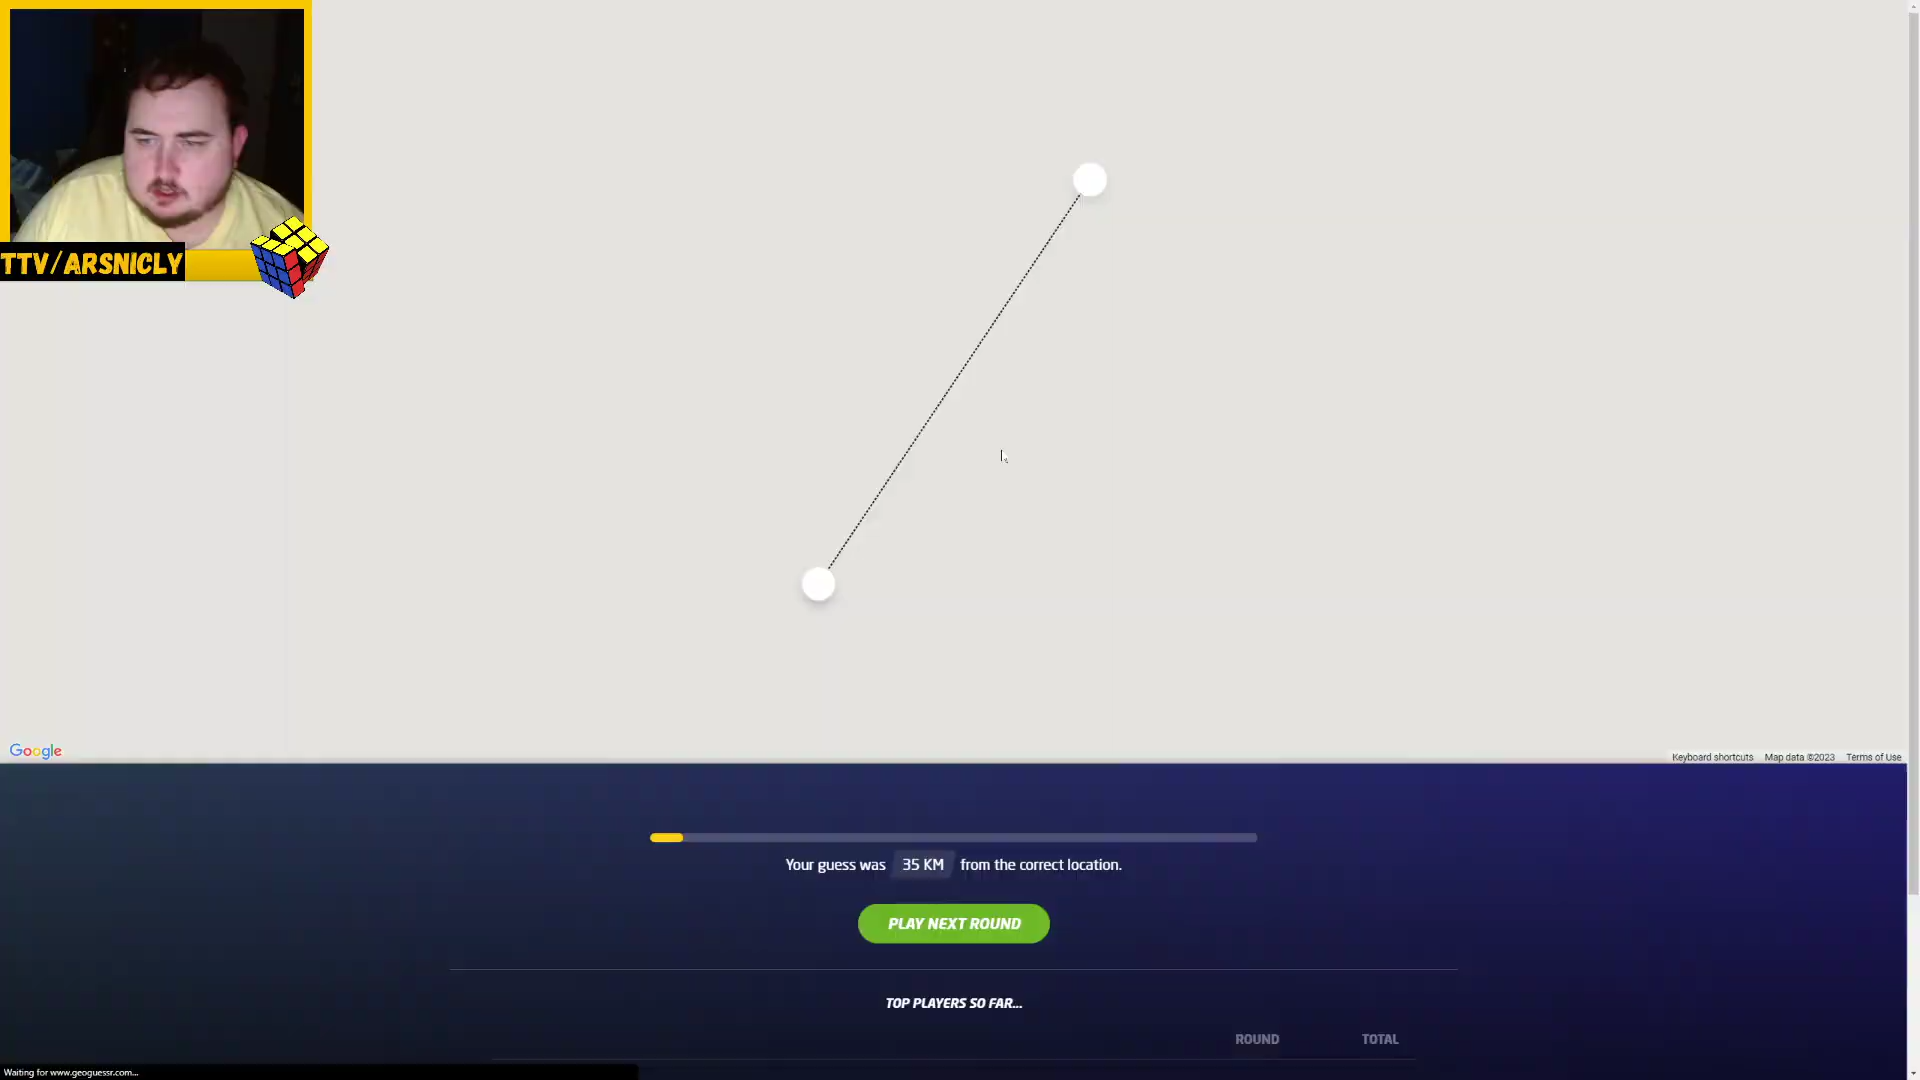 TTV/ARSNICLY
Google
Keyboard shortcuts Map data ©2023 Terms of Use
Your guess was 35 KM from the correct location.
PLAY NEXT ROUND
TOP PLAYERS SO FAR...
ROUND TOTAL
Waiting for www.geoguessr.com...